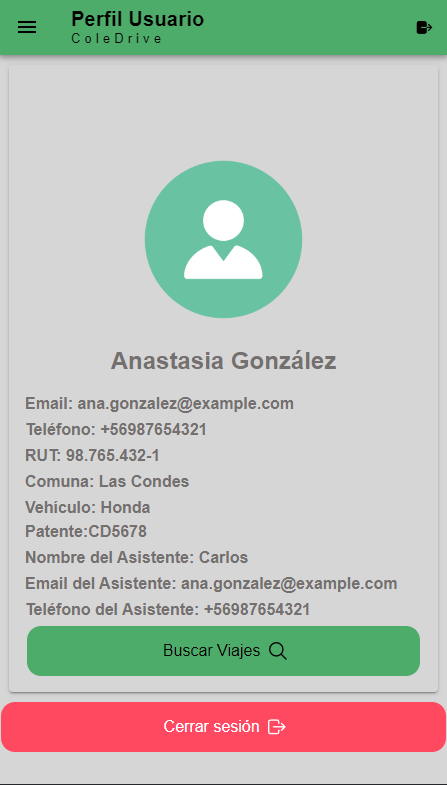 Perfil Usuario
ColeDrive
Anastasia González
Email: ana.gonzalez@example.com
Teléfono: +56987654321
RUT: 98.765.432-1
Comuna: Las Condes
Vehículo: Honda
Patente:CD5678
Nombre del Asistente: Carlos
Email del Asistente: ana.gonzalez@example.com
Teléfono del Asistente: +56987654321
Buscar Viajes
Cerrar sesión